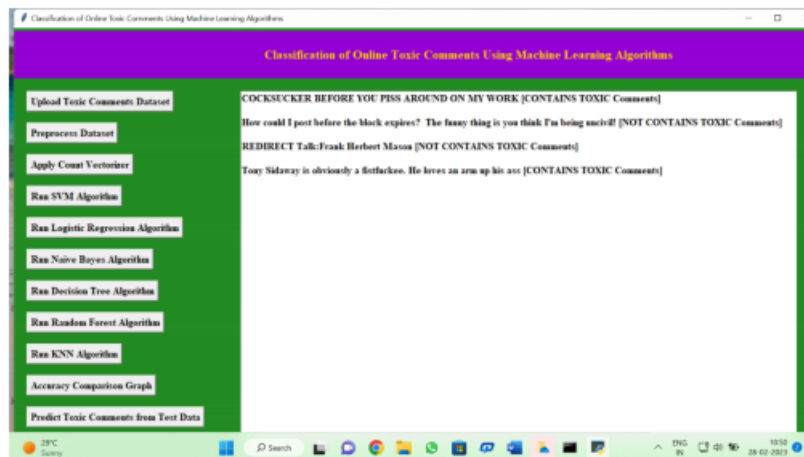 Classification of Online Toxic Comments Using Machine Learning Algorithms
Classification of Online Toxic Comments Using Machine Learning Algorithms
Upload Toxic Comments Dataset
Preprocess Dataset
Apply Count Vectorizer
Run SVM Algorithm
Run Logistic Regression Algorithm
Run Naive Bayes Algorithm
Run Decision Tree Algorithm
Run Random Forest Algorithm
Run KNN Algorithm
Accuracy Comparison Graph
Predict Toxic Comments from Test Data
COCKSUCKER BEFORE YOU PISS AROUND ON MY WORK [CONTAINS TOXIC Comments]
How could I post before the block expires? The funny thing is you think I'm being uncivil! [NOT CONTAINS TOXIC Comments]
REDIRECT Talk:Frank Herbert Mason [NOT CONTAINS TOXIC Comments]
Tony Sidaway is obviously a fistfuckee. He loves an arm up his ass [CONTAINS TOXIC Comments]
29°C
Sunny
Search
ENG
IN
10:50
28-02-2023